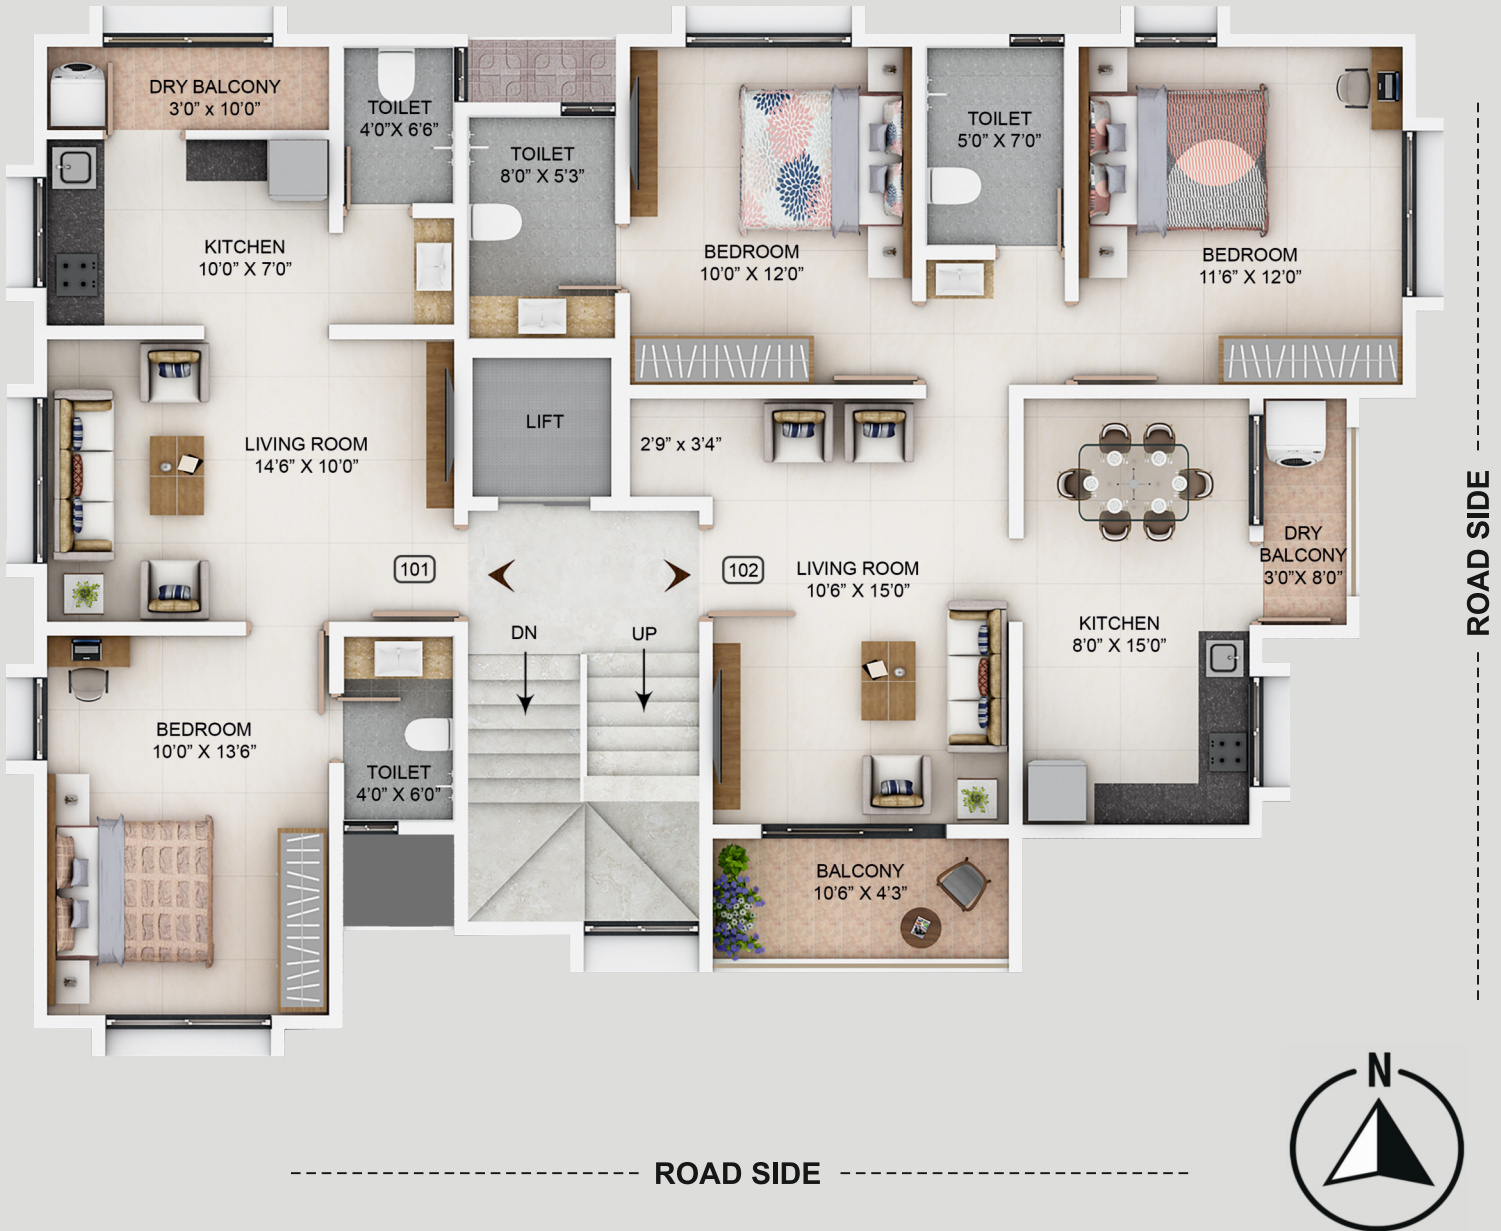 DRY BALCONY
3'0" x 10'0"
TOILET
4'0"X 6'6"
TOILET
8'0" X 5'3"
TOILET
5'0" X 7'0"
KITCHEN
10'0" X 7'0"
BEDROOM
10'0" X 12'0"
BEDROOM
11'6" X 12'0"
LIFT
LIVING ROOM
14'6" X 10'0"
2'9" x 3'4"
ROAD SIDE
DRY
BALCONY
3'0"X 8'0"
101
102
LIVING ROOM
10'6" X 15'0"
DN
UP
KITCHEN
8'0" X 15'0"
BEDROOM
10'0" X 13'6"
TOILET
4'0" X 6'0"
BALCONY
10'6" X 4'3"
N
ROAD SIDE